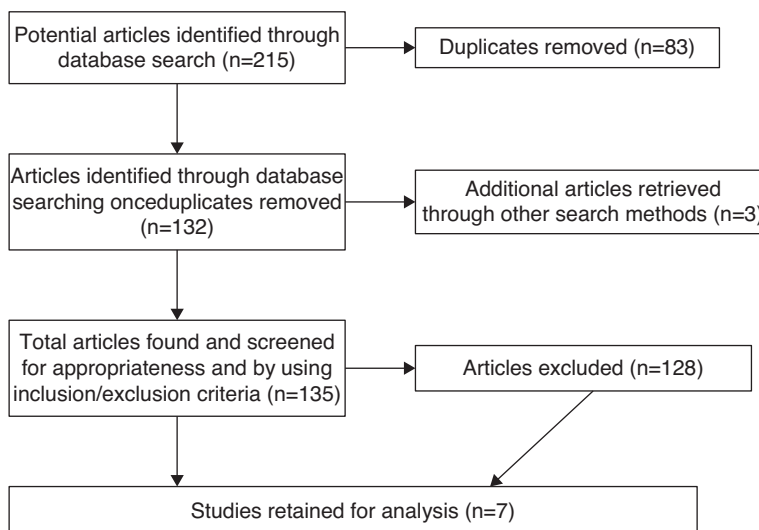 Potential articles identified through
database search (n=215)
Duplicates removed (n=83)
Articles identified through database
searching onceduplicates removed
(n=132)
Additional articles retrieved
through other search methods (n=3)
Total articles found and screened
for appropriateness and by using
inclusion/exclusion criteria (n=135)
Articles excluded (n=128)
Studies retained for analysis (n=7)